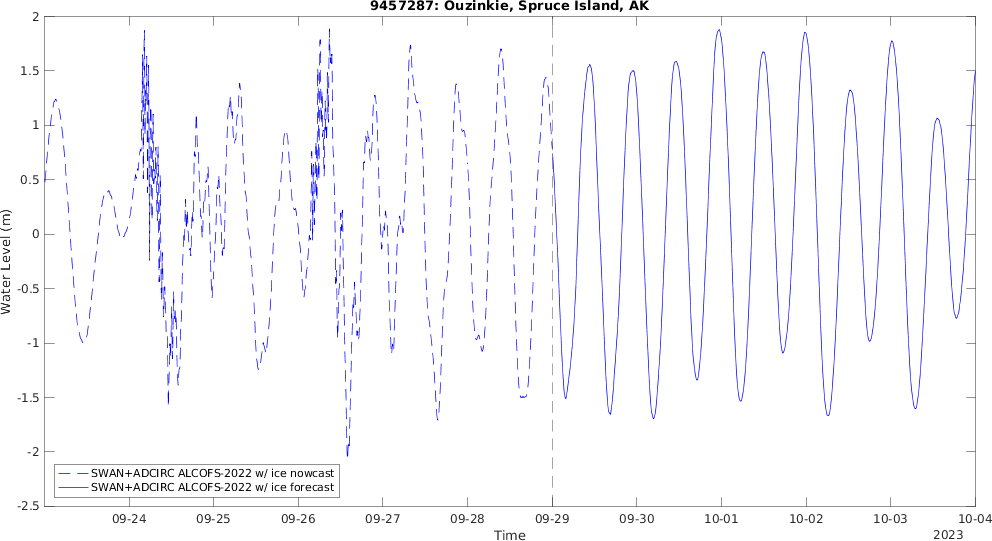 9457287: Ouzinkie, Spruce Island, AK
Water Level (m)
2
1.5
1
0.5
0
-0.5
-1
-1.5
-2
-2.5
SWAN+ADCIRC ALCOFS-2022 w/ ice nowcast
SWAN+ADCIRC ALCOFS-2022 w/ ice forecast
09-24 09-25 09-26 09-27 09-28 09-29 09-30 10-01 10-02 10-03 10-04
Time
2023